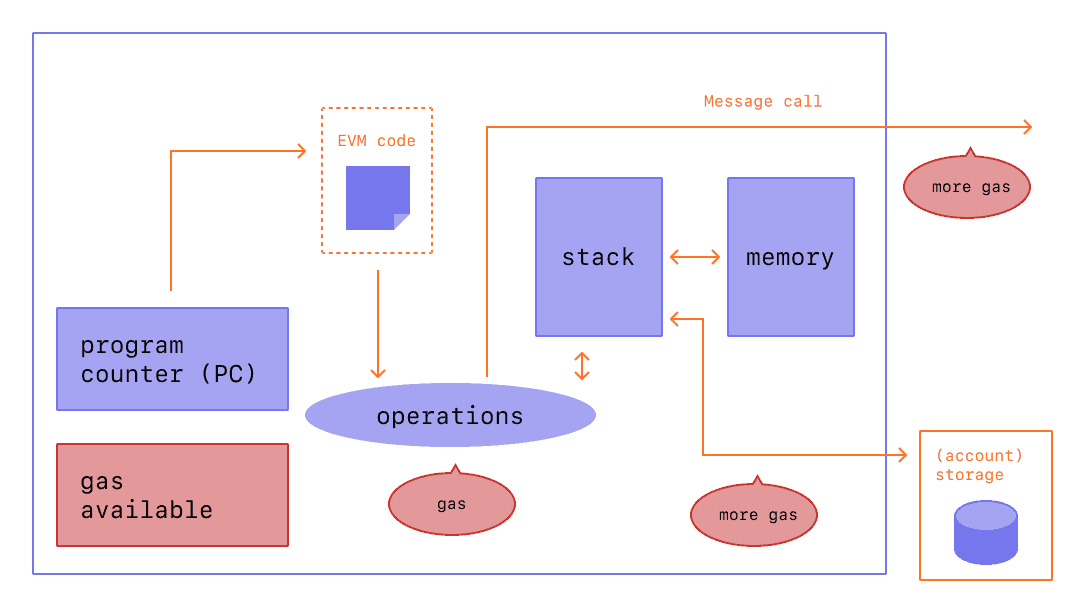 Message call
EVM code
more gas
stack
memory
program
counter (PC)
operations
(account)
storage
gas
available
gas
more gas